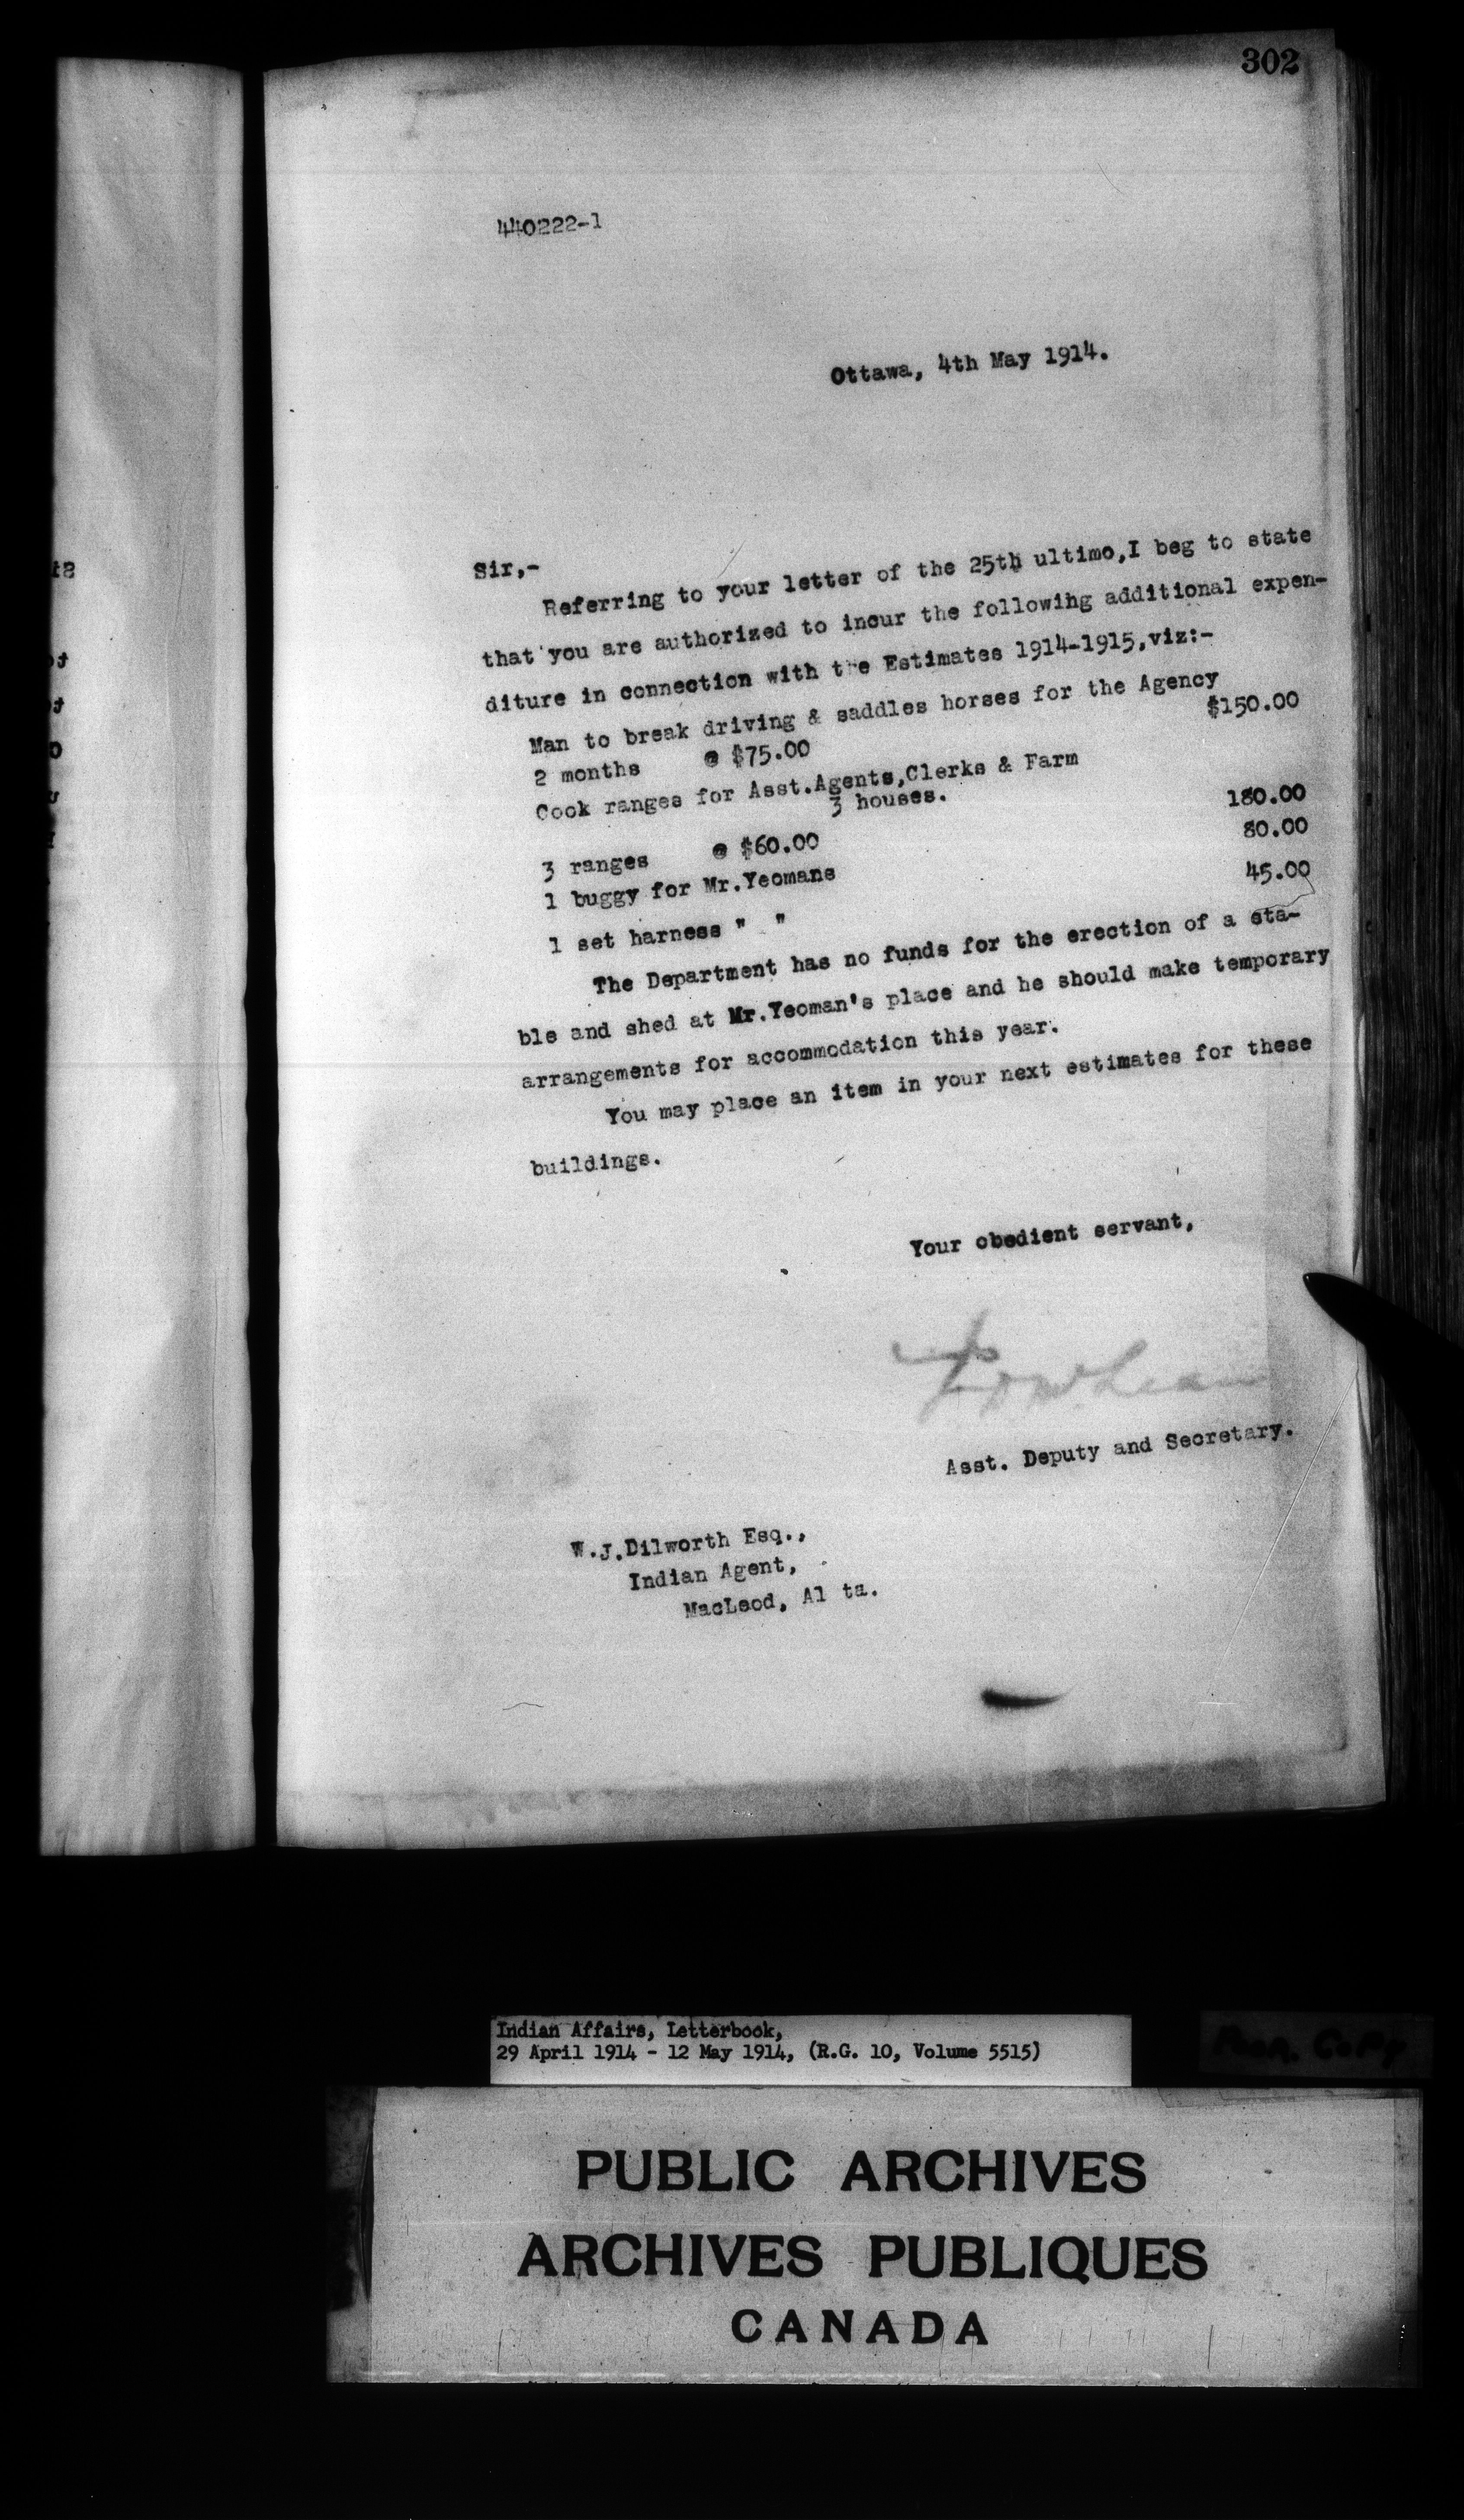 302
440222-1
Ottawa, 4th May 1914.
Sir,-
Referring to your letter of the 25th ultimo,I beg to state
that you are authorized to incur the followihg additional expen-
diture in connection with the Estimates 1914-1915,viz:-
Man to break driving & saddles horses for the Agency
2 months @ $75.00 $150.00
Cook ranges for Asst.Agents,Clerks & Farm
3 houses.
3 ranges @ $60.00 180.00
1 buggy for Mr.Yeomans 80.00
1 set harness " " 45.00
The Department has no funds for the erection of a sta-
ble and shed at Mr.Yeoman's place and he should make temporary
arrangements for accommodation this year.
You may place an item in your next estimates for these
buildings.
Your obedient servant,
Asst. Deputy and Secretary.
W.J.Dilworth Esq.,
Indian Agent,
MacLeod, Al ta.
Indian Affairs, Letterbook,
29 April 1914 - 12 May 1914, (R.G. 10, Volume 5515)
PUBLIC ARCHIVES
ARCHIVES PUBLIQUES
CANADA